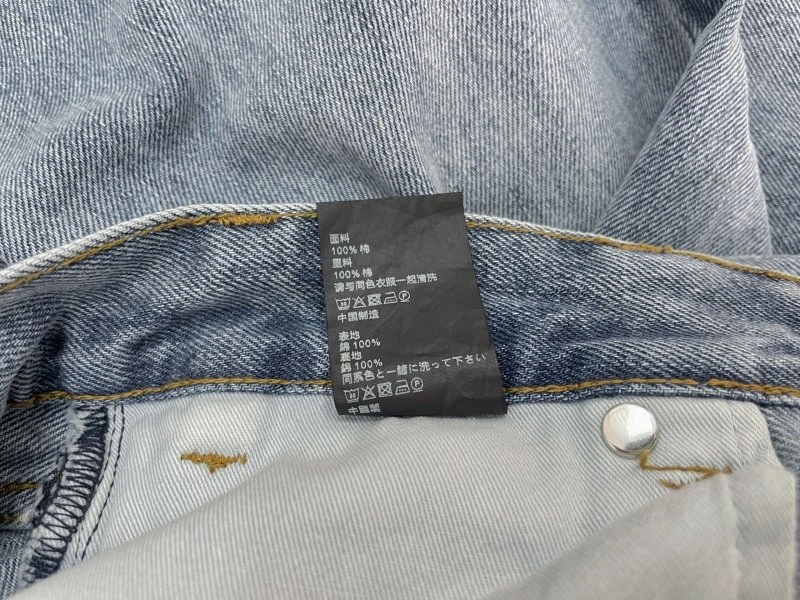 面料
100% 棉
里料
100% 棉
请与同色衣服一起清洗
中国制造
表地
綿 100%
裏地
綿 100%
同系色と一緒に洗って下さい
中国製